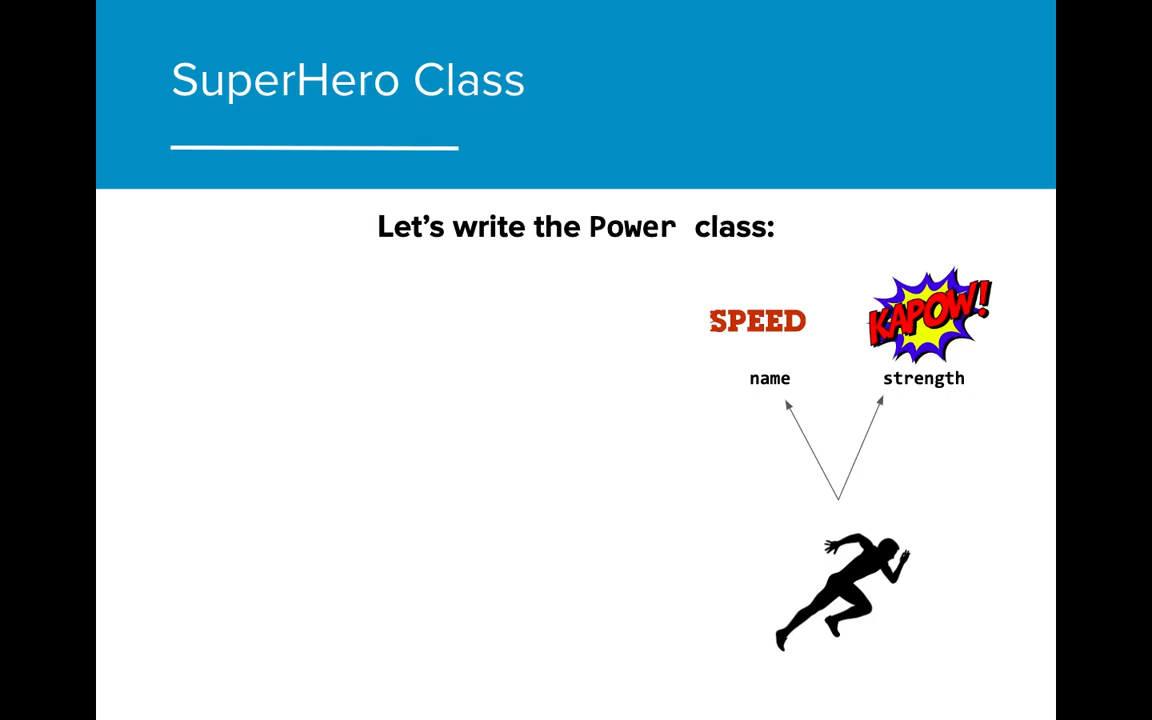 SuperHero Class
Let’s write the Power class:
SPEED
KAPOW!
name
strength